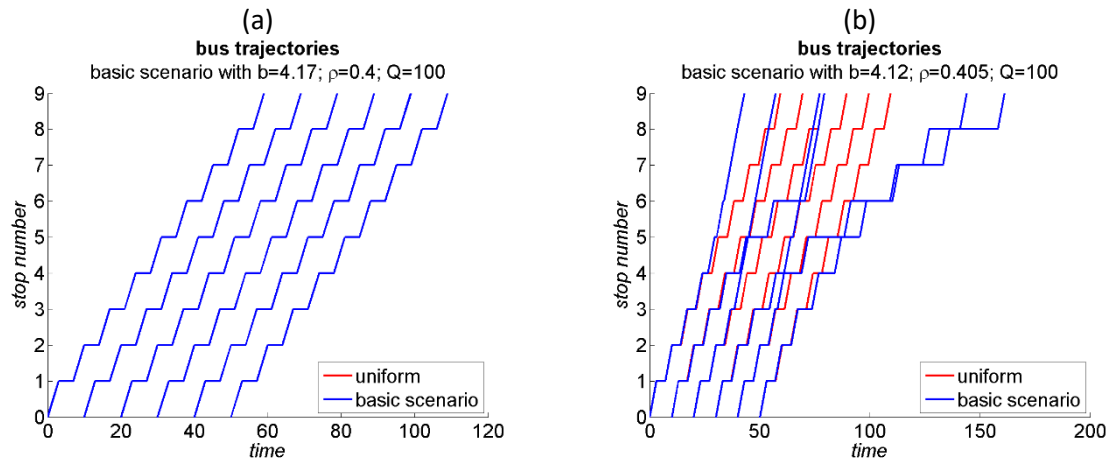 (a)
bus trajectories
basic scenario with b=4.17; ρ=0.4; Q=100
9
8
7
6
5
4
3
2
1
0
stop number
0 20 40 60 80 100 120
time
uniform
basic scenario
(b)
bus trajectories
basic scenario with b=4.12; ρ=0.405; Q=100
9
8
7
6
5
4
3
2
1
0
stop number
0 50 100 150 200
time
uniform
basic scenario